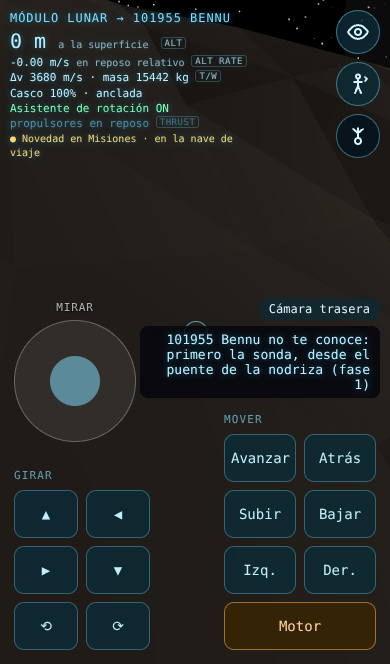 MÓDULO LUNAR → 101955 BENNU
0 m a la superficie ALT
-0.00 m/s en reposo relativo ALT RATE
Δv 3680 m/s · masa 15442 kg T/W
Casco 100% · anclada
Asistente de rotación ON
propulsores en reposo THRUST
● Novedad en Misiones · en la nave de
viaje
MIRAR
Cámara trasera
101955 Bennu no te conoce:
primero la sonda, desde el
puente de la nodriza (fase
1)
MOVER
Avanzar Atrás
GIRAR
▲ ◀
Subir Bajar
▶ ▼
Izq. Der.
⟲ ⟳
Motor